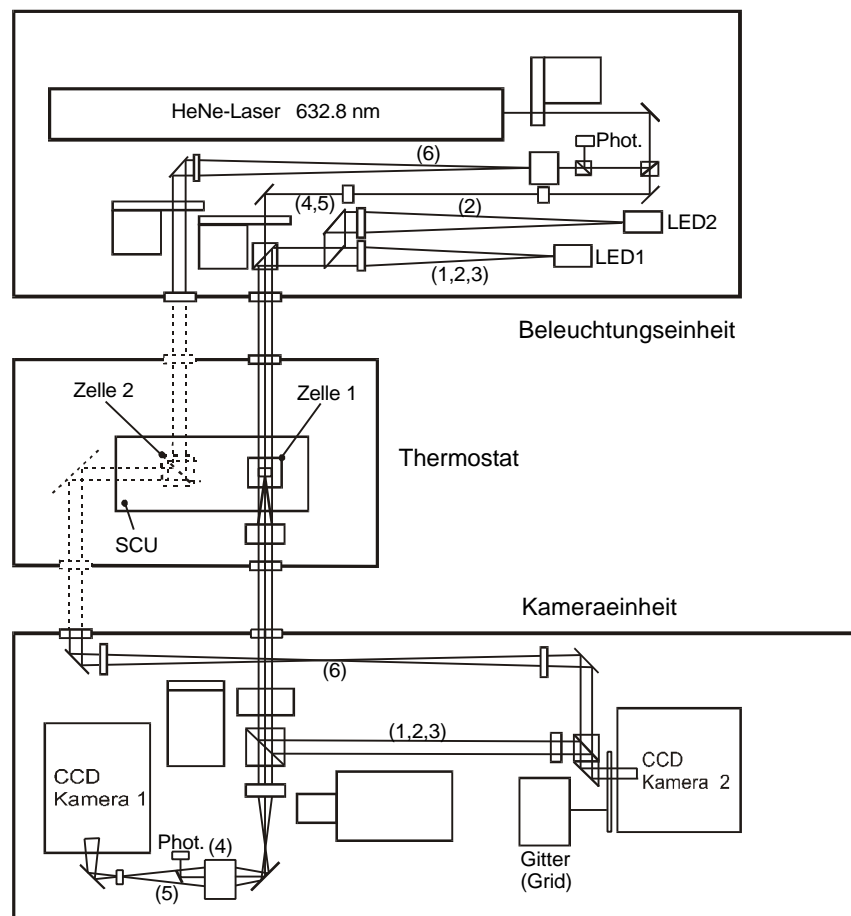 HeNe-Laser 632.8 nm
Phot.
(6)
(4,5)
(2)
LED2
LED1
(1,2,3)
Beleuchtungseinheit
Zelle 2
Zelle 1
Thermostat
SCU
Kameraeinheit
(6)
(1,2,3)
CCD
Kamera 1
CCD
Kamera 2
Phot.
(4)
(5)
Gitter
(Grid)